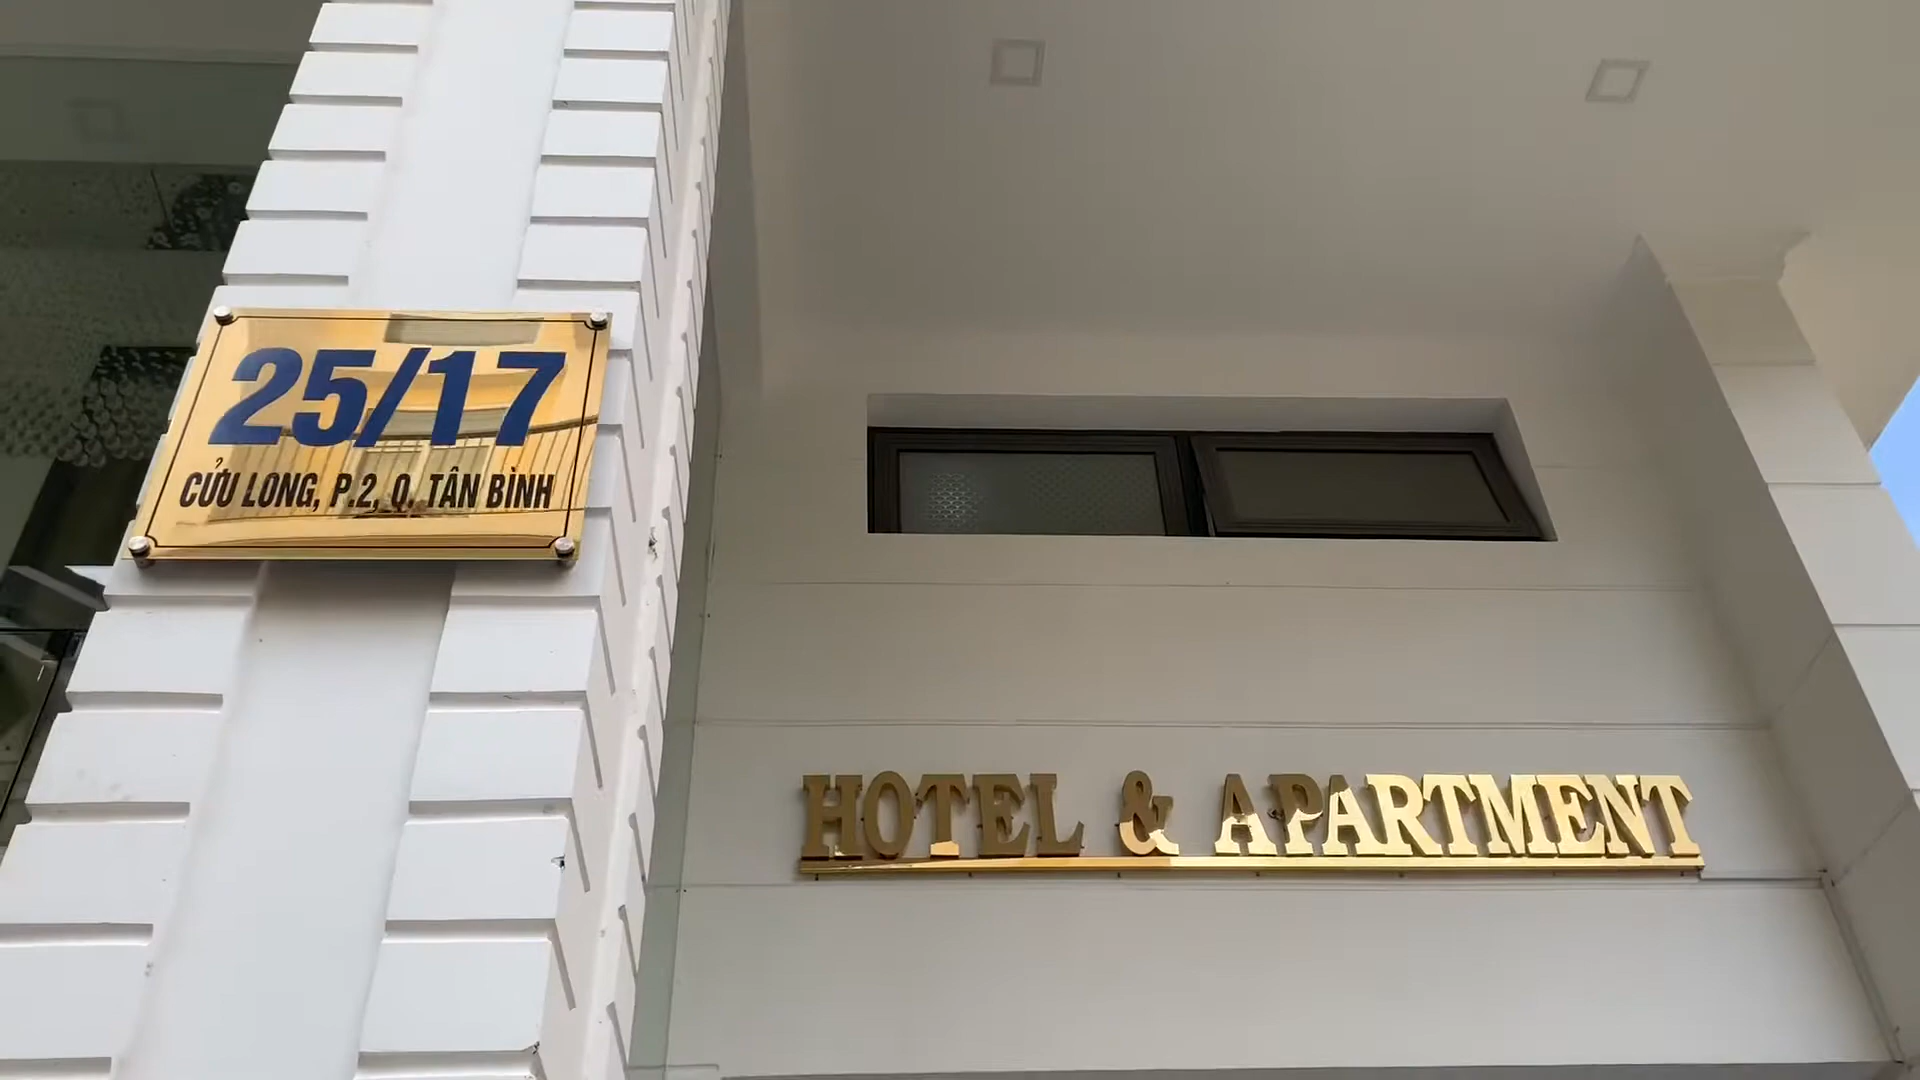 25/17
CỬU LONG, P.2, Q. TÂN BÌNH
HOTEL & APARTMENT